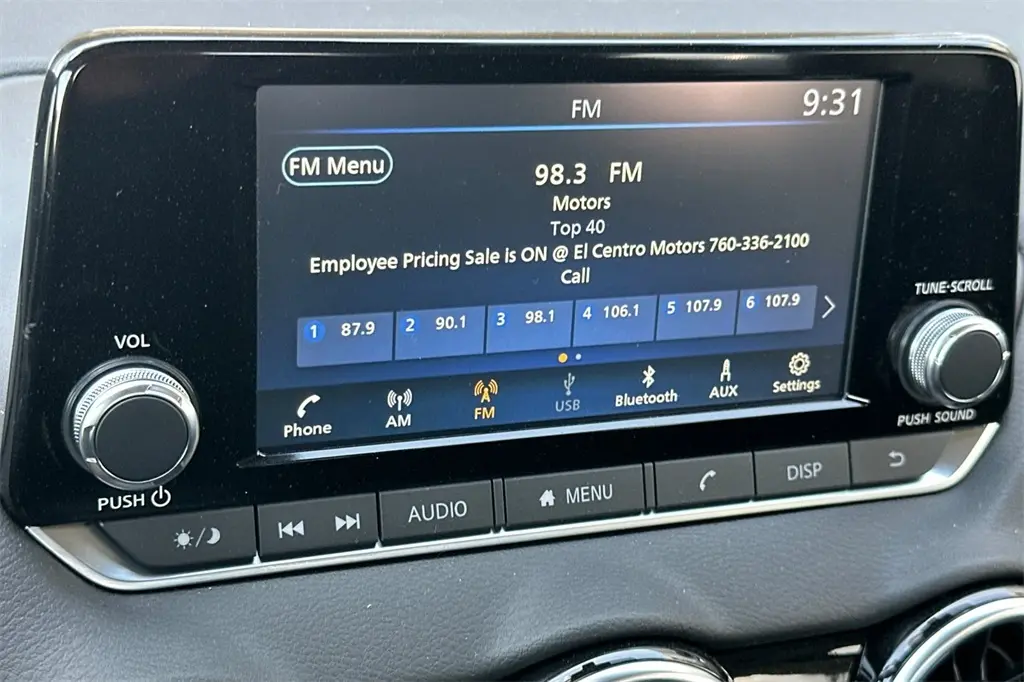 FM
9:31
FM Menu
98.3 FM
Motors
Top 40
Employee Pricing Sale is ON @ El Centro Motors 760-336-2100
Call
1 87.9
2 90.1
3 98.1
4 106.1
5 107.9
6 107.9
Phone
AM
FM
USB
Bluetooth
AUX
Settings
VOL
PUSH
TUNE·SCROLL
PUSH SOUND
AUDIO
MENU
DISP